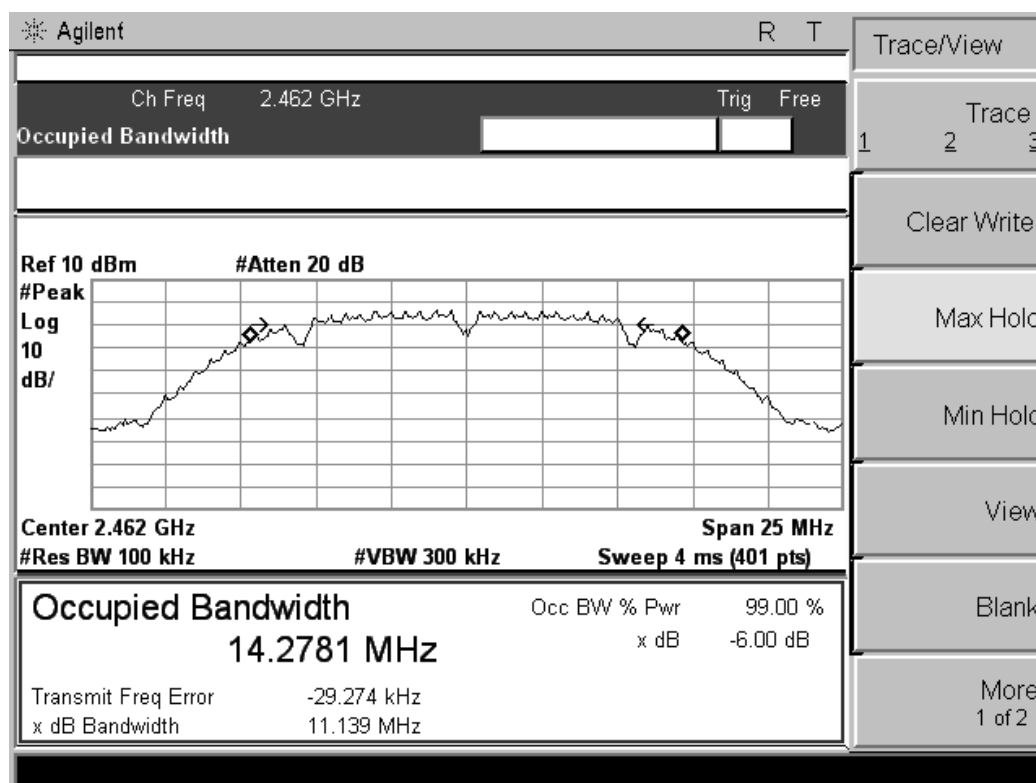 Agilent R T
Trace/View
Ch Freq 2.462 GHz Trig Free
Occupied Bandwidth
Trace
1 2 3
Clear Write
Max Hold
Min Hold
View
Blank
More
1 of 2
Ref 10 dBm #Atten 20 dB
#Peak
Log
10
dB/
Center 2.462 GHz Span 25 MHz
#Res BW 100 kHz #VBW 300 kHz Sweep 4 ms (401 pts)
Occupied Bandwidth
14.2781 MHz
Occ BW % Pwr 99.00 %
x dB -6.00 dB
Transmit Freq Error -29.274 kHz
x dB Bandwidth 11.139 MHz